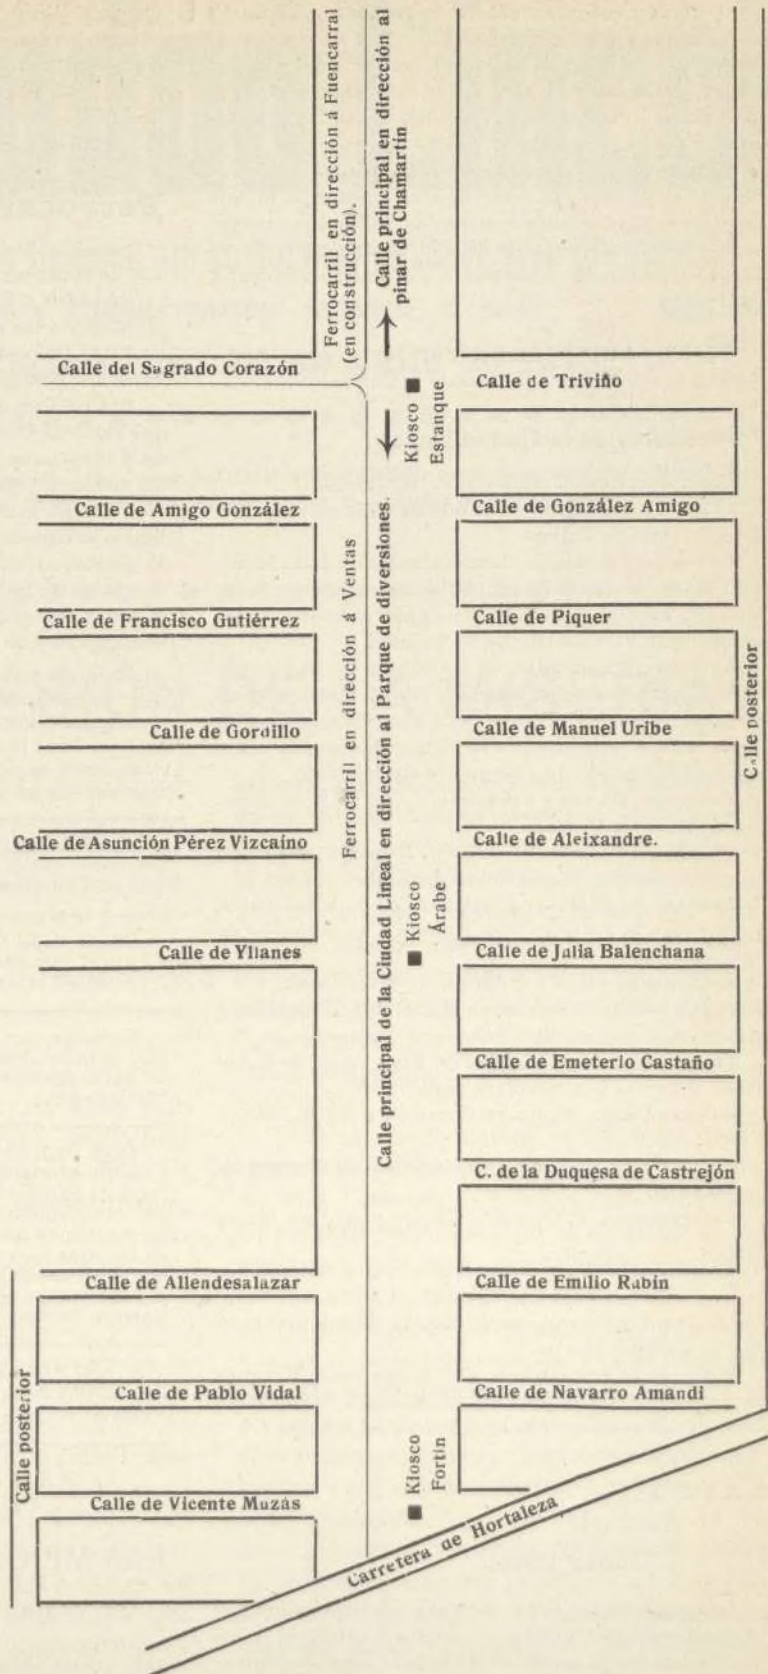 Ferrocarril en dirección á Fuencarral
(en construcción).
Calle principal en dirección al
pinar de Chamartín
Calle del Sagrado Corazón
Calle de Triviño
Kiosco
Estanque
Calle de Amigo González
Calle de González Amigo
Calle de Francisco Gutiérrez
Calle de Piquer
Ferrocarril en dirección á Ventas
Calle principal de la Ciudad Lineal en dirección al Parque de diversiones.
Calle posterior
Calle de Gordillo
Calle de Manuel Uribe
Calle de Asunción Pérez Vizcaíno
Calle de Aleixandre.
Kiosco
Árabe
Calle de Yllanes
Calle de Julia Balenchana
Calle de Emeterio Castaño
C. de la Duquesa de Castrejón
Calle de Allendesalazar
Calle de Emilio Rubín
Calle posterior
Calle de Pablo Vidal
Calle de Navarro Amandi
Kiosco
Fortín
Calle de Vicente Muzás
Carretera de Hortaleza